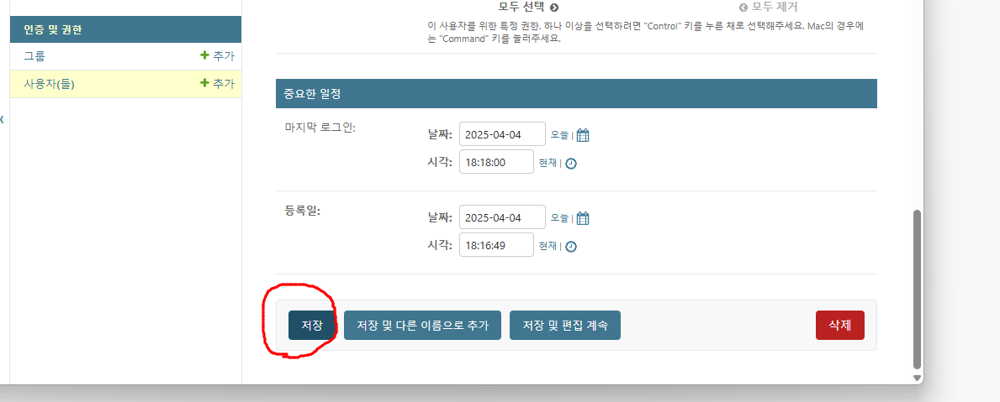 모두 선택
모두 제거
이 사용자를 위한 특정 권한. 하나 이상을 선택하려면 "Control" 키를 누른 채로 선택해주세요. Mac의 경우에
는 "Command" 키를 눌러주세요.
인증 및 권한
그룹
추가
사용자(들)
추가
중요한 일정
마지막 로그인:
날짜: 2025-04-04 오늘 |
시각: 18:18:00 현재 |
등록일:
날짜: 2025-04-04 오늘 |
시각: 18:16:49 현재 |
저장
저장 및 다른 이름으로 추가
저장 및 편집 계속
삭제